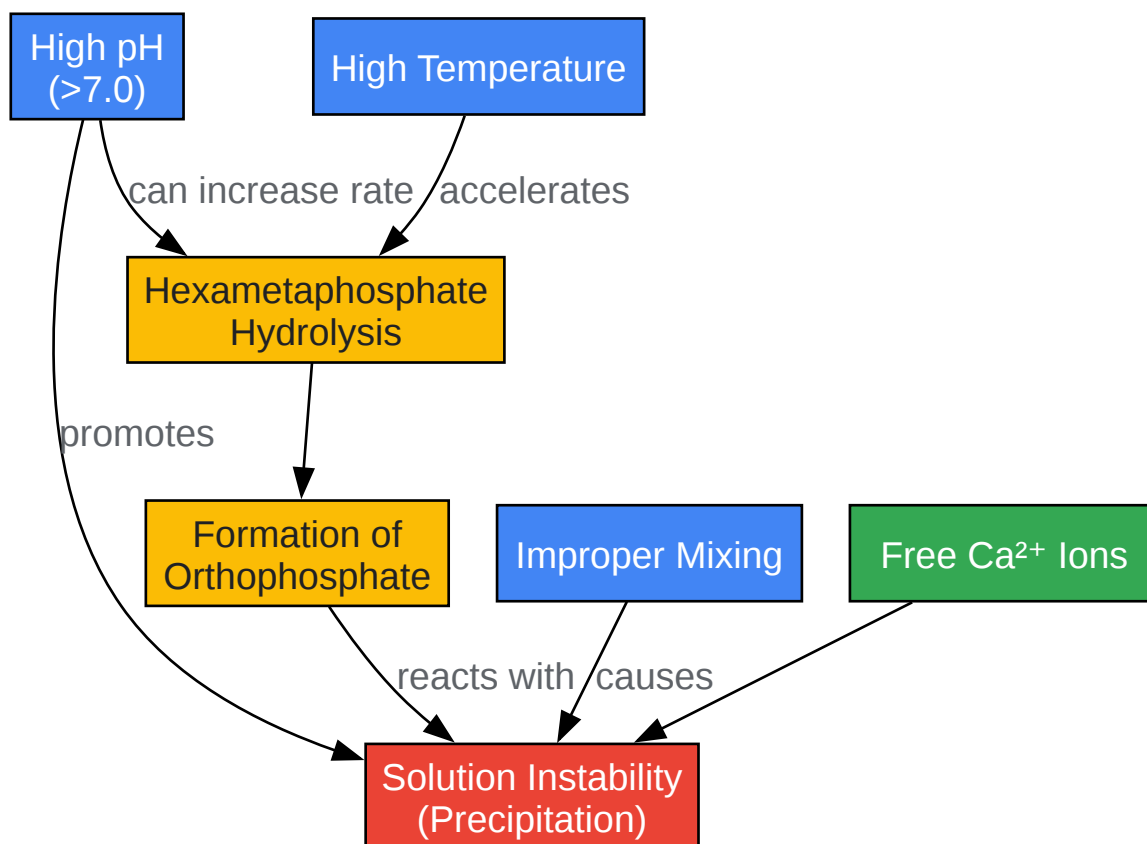 High pH
(>7.0)
High Temperature
can increase rate
accelerates
Hexametaphosphate
Hydrolysis
promotes
Formation of
Orthophosphate
Improper Mixing
Free Ca²⁺ Ions
reacts with
causes
Solution Instability
(Precipitation)